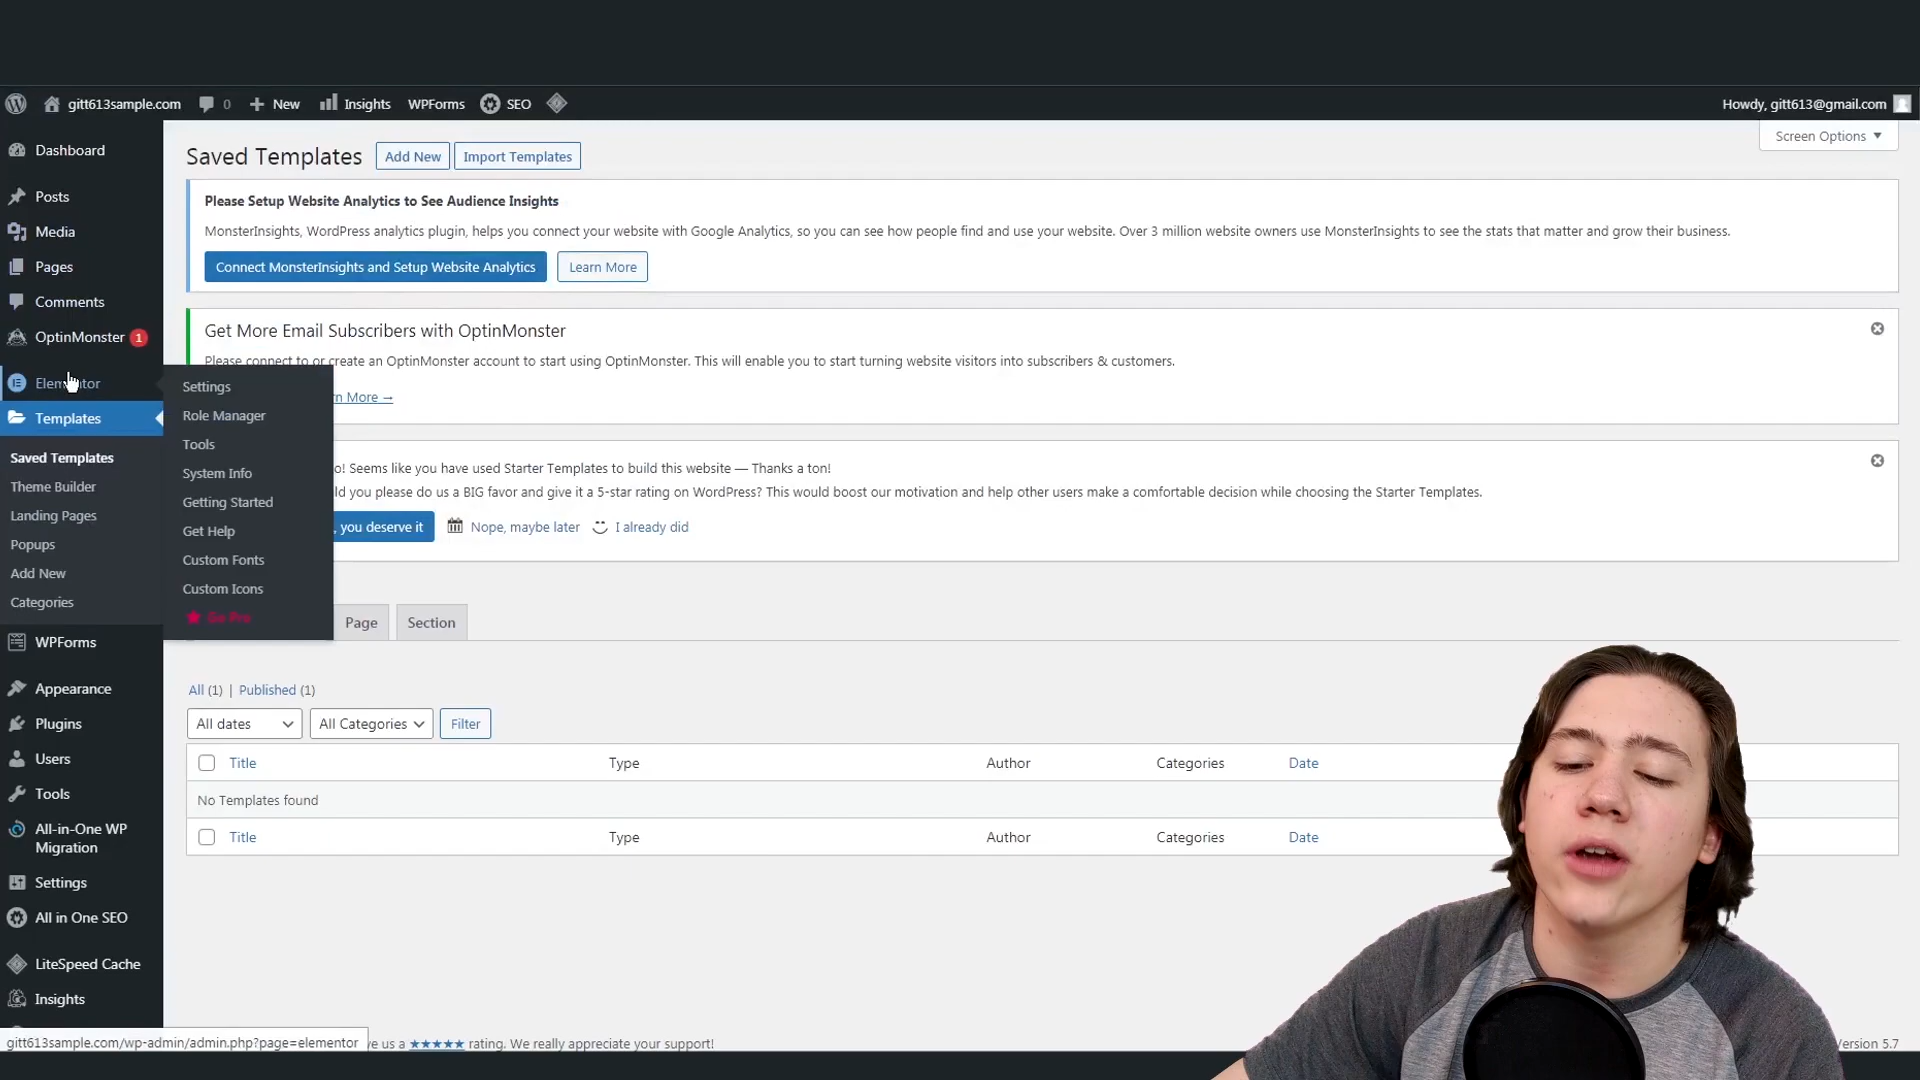 gitt613sample.com 0 New Insights WPForms SEO Howdy, gitt613@gmail.com
Screen Options
Dashboard
Posts
Media
Pages
Comments
OptinMonster 1
Elementor
Templates
Saved Templates
Theme Builder
Landing Pages
Popups
Add New
Categories
WPForms
Appearance
Plugins
Users
Tools
All-in-One WP
Migration
Settings
All in One SEO
LiteSpeed Cache
Insights
Settings
Role Manager
Tools
System Info
Getting Started
Get Help
Custom Fonts
Custom Icons
Go Pro
Saved Templates Add New Import Templates
Please Setup Website Analytics to See Audience Insights
MonsterInsights, WordPress analytics plugin, helps you connect your website with Google Analytics, so you can see how people find and use your website. Over 3 million website owners use MonsterInsights to see the stats that matter and grow their business.
Connect MonsterInsights and Setup Website Analytics Learn More
Get More Email Subscribers with OptinMonster
Please connect to or create an OptinMonster account to start using OptinMonster. This will enable you to start turning website visitors into subscribers & customers.
More →
! Seems like you have used Starter Templates to build this website — Thanks a ton!
you please do us a BIG favor and give it a 5-star rating on WordPress? This would boost our motivation and help other users make a comfortable decision while choosing the Starter Templates.
, you deserve it Nope, maybe later I already did
Page Section
All (1) | Published (1)
All dates All Categories Filter
Title Type Author Categories Date
No Templates found
Title Type Author Categories Date
gitt613sample.com/wp-admin/admin.php?page=elementor us a ★★★★★ rating. We really appreciate your support! Version 5.7